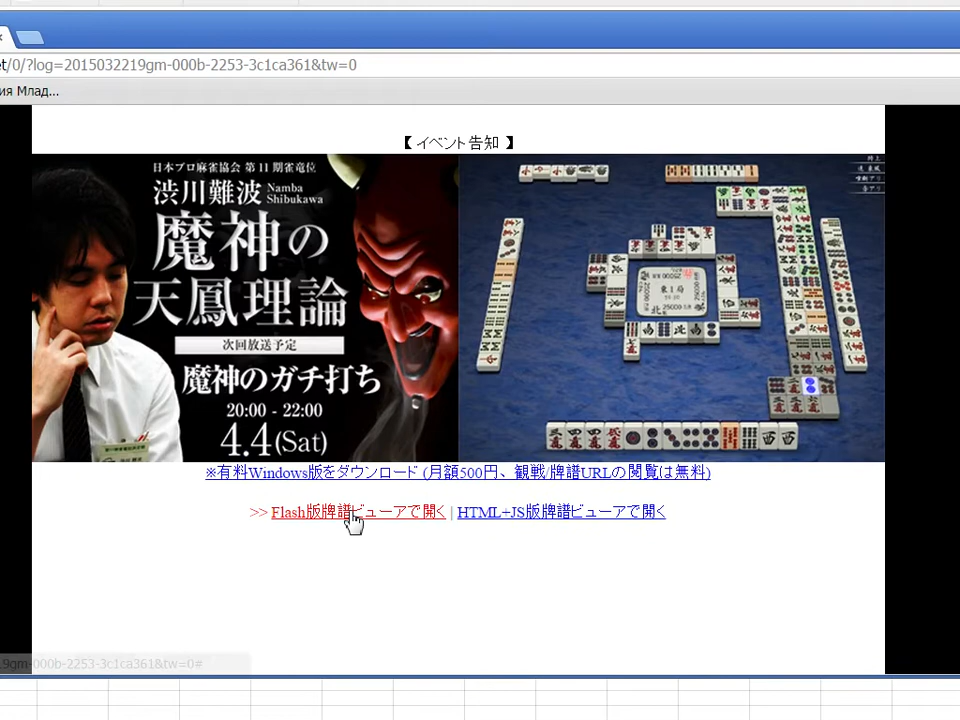 et/0/?log=2015032219gm-000b-2253-3c1ca361&tw=0
ия Млад...
【 イベント告知 】
日本プロ麻雀協会 第11期雀竜位
渋川難波 Namba Shibukawa
魔神の
天鳳理論
次回放送予定
魔神のガチ打ち
20:00 - 22:00
4.4(Sat)
東1局
※有料Windows版をダウンロード (月額500円、観戦/牌譜URLの閲覧は無料)
>> Flash版牌譜ビューアで開く | HTML+JS版牌譜ビューアで開く
9gm-000b-2253-3c1ca361&tw=0#